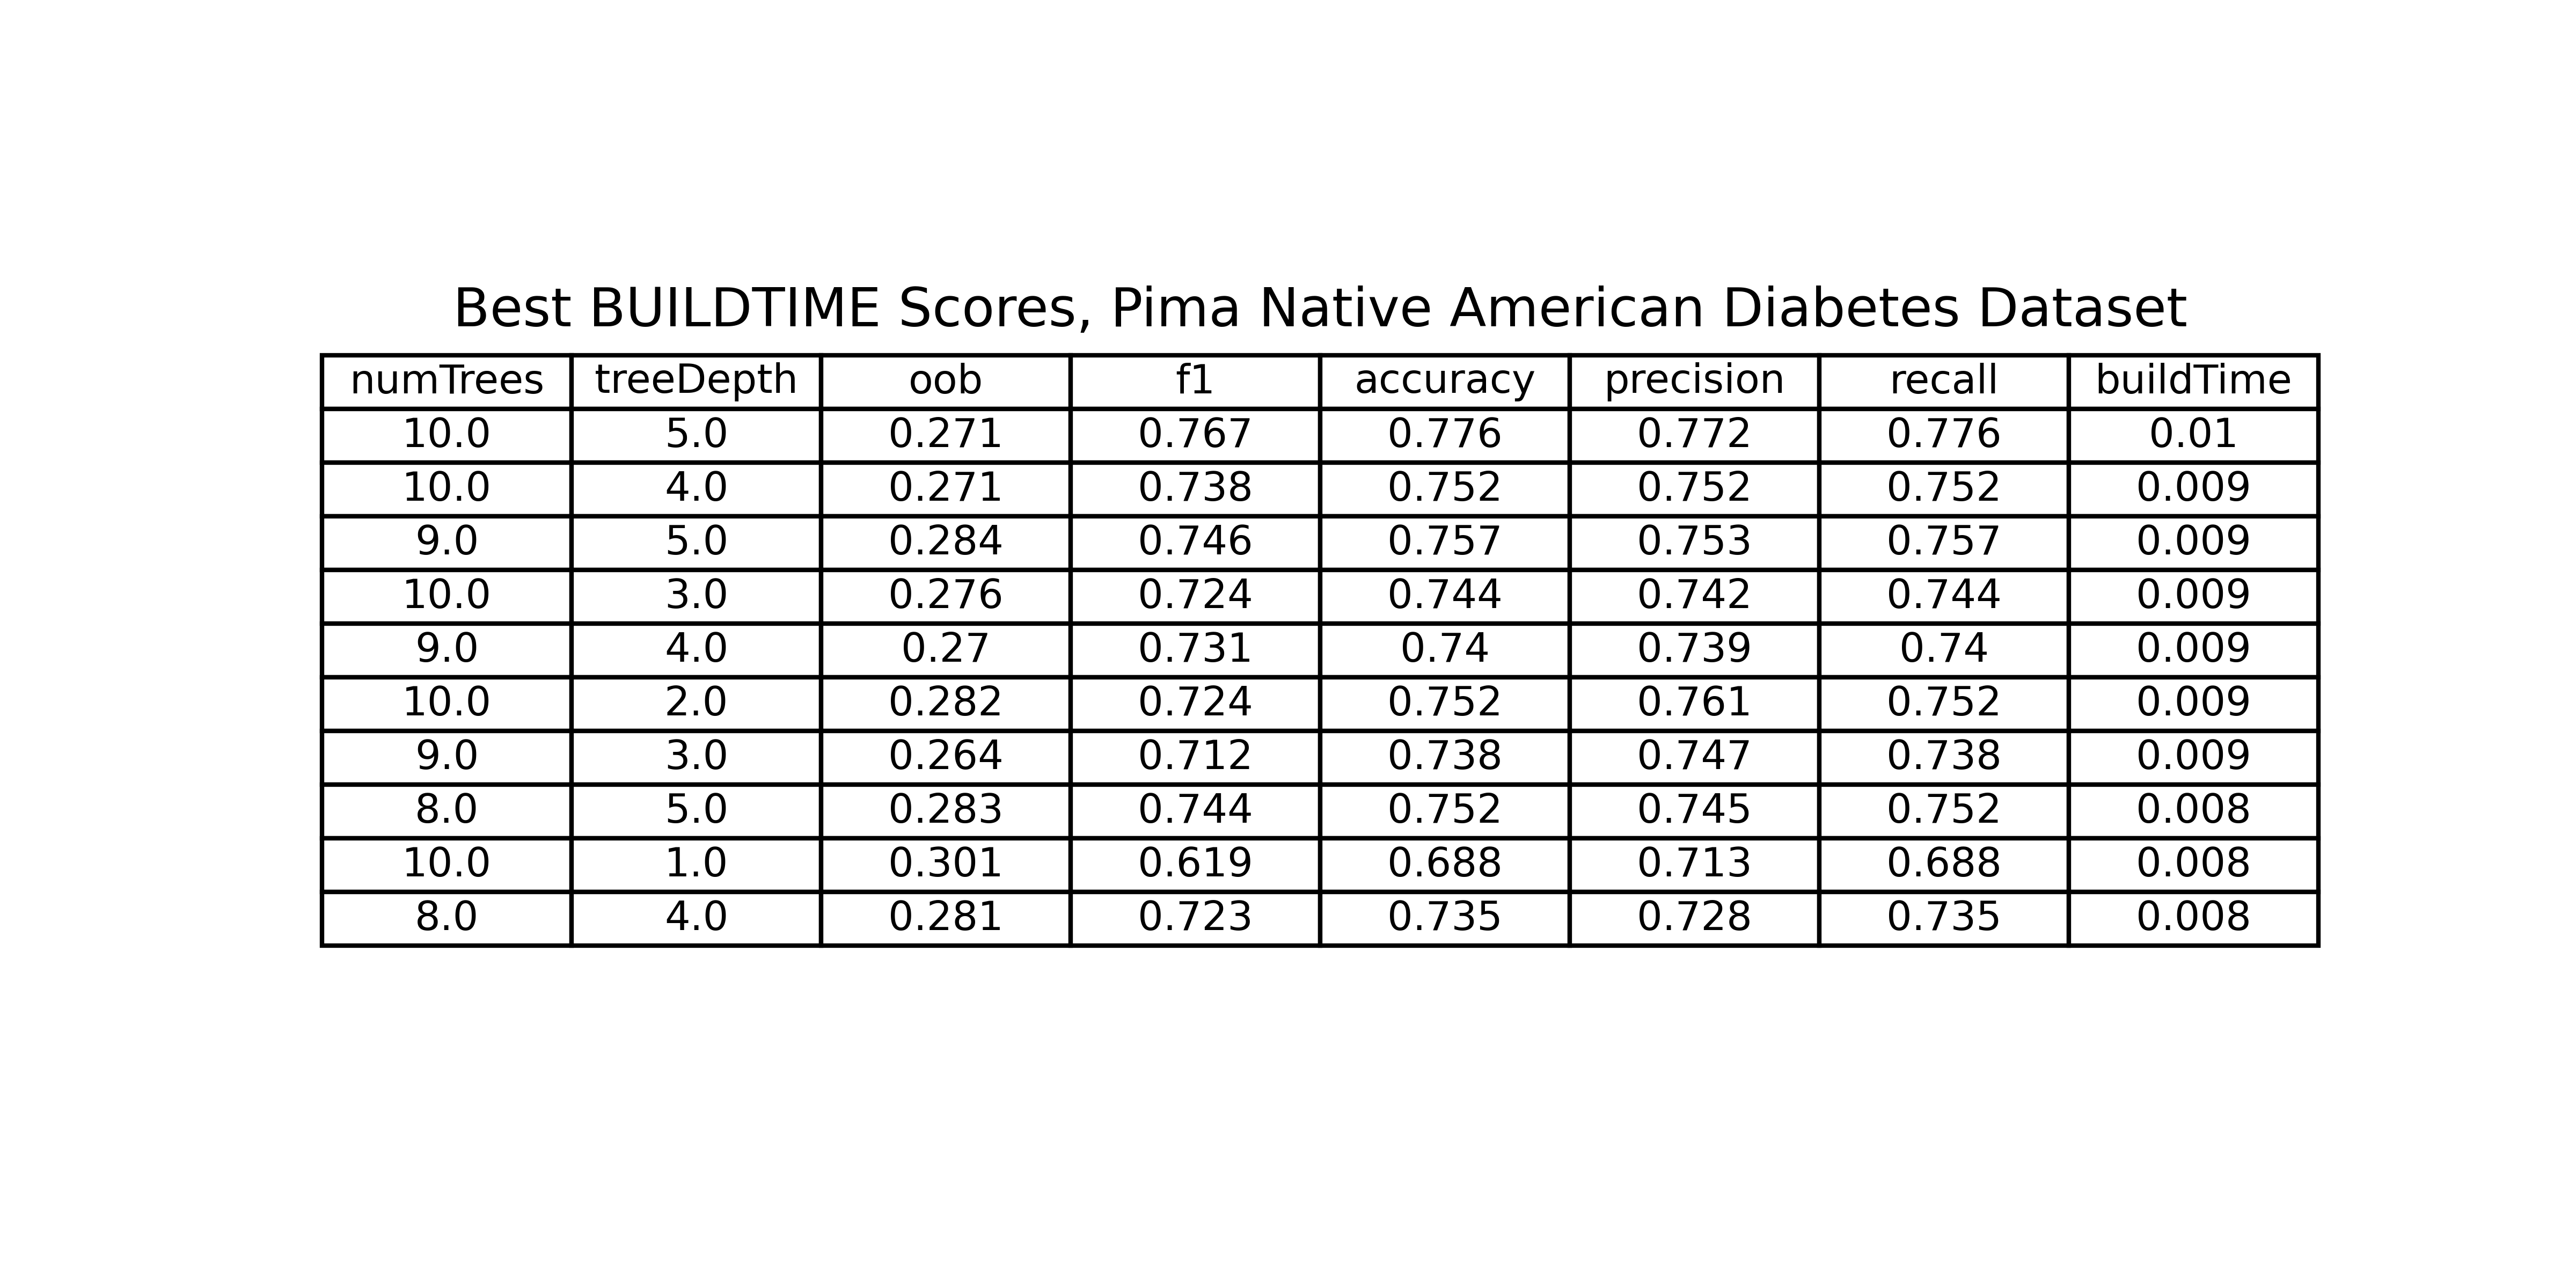 Best BUILDTIME Scores, Pima Native American Diabetes Dataset
numTrees treeDepth oob f1 accuracy precision recall buildTime
10.0 5.0 0.271 0.767 0.776 0.772 0.776 0.01
10.0 4.0 0.271 0.738 0.752 0.752 0.752 0.009
9.0 5.0 0.284 0.746 0.757 0.753 0.757 0.009
10.0 3.0 0.276 0.724 0.744 0.742 0.744 0.009
9.0 4.0 0.27 0.731 0.74 0.739 0.74 0.009
10.0 2.0 0.282 0.724 0.752 0.761 0.752 0.009
9.0 3.0 0.264 0.712 0.738 0.747 0.738 0.009
8.0 5.0 0.283 0.744 0.752 0.745 0.752 0.008
10.0 1.0 0.301 0.619 0.688 0.713 0.688 0.008
8.0 4.0 0.281 0.723 0.735 0.728 0.735 0.008